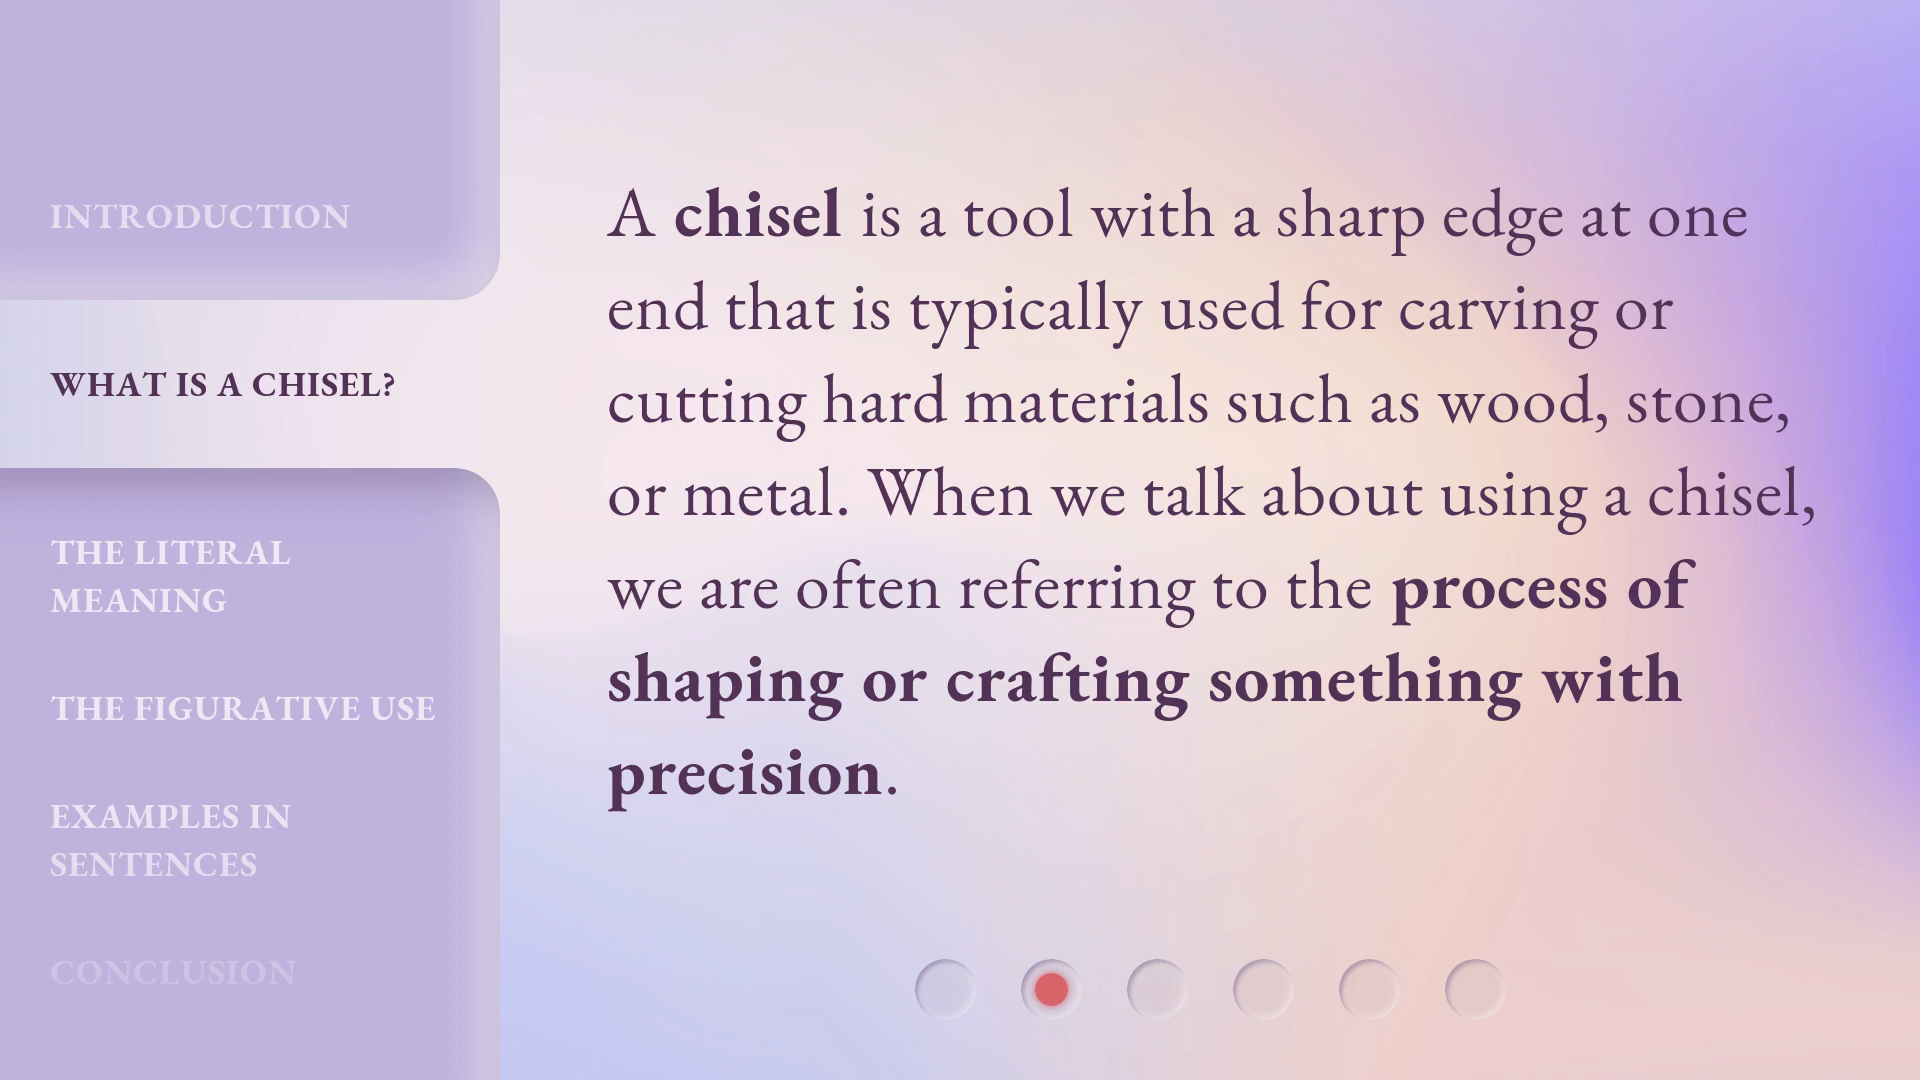 INTRODUCTION
WHAT IS A CHISEL?
THE LITERAL
MEANING
THE FIGURATIVE USE
EXAMPLES IN
SENTENCES
CONCLUSION
A chisel is a tool with a sharp edge at one
end that is typically used for carving or
cutting hard materials such as wood, stone,
or metal. When we talk about using a chisel,
we are often referring to the process of
shaping or crafting something with
precision.